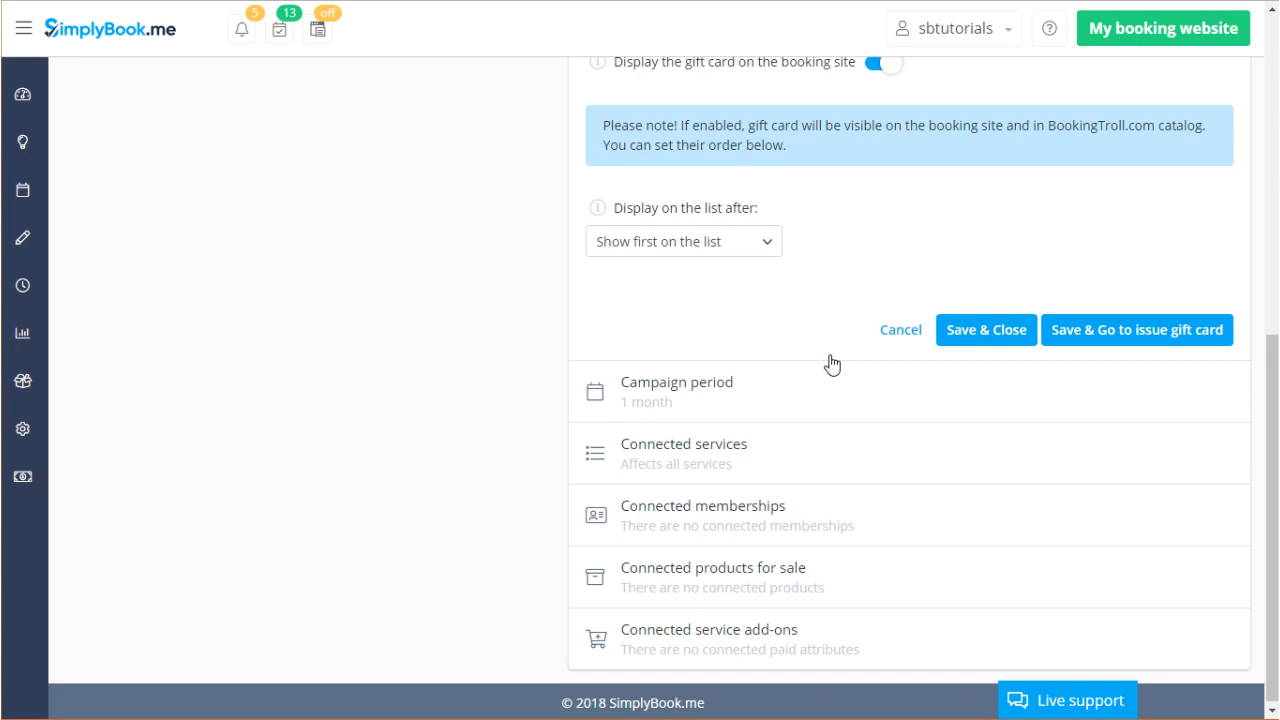 SimplyBook.me
5
13
off
sbtutorials
My booking website
Display the gift card on the booking site
Please note! If enabled, gift card will be visible on the booking site and in BookingTroll.com catalog.
You can set their order below.
Display on the list after:
Show first on the list
Cancel
Save & Close
Save & Go to issue gift card
Campaign period
1 month
Connected services
Affects all services
Connected memberships
There are no connected memberships
Connected products for sale
There are no connected products
Connected service add-ons
There are no connected paid attributes
© 2018 SimplyBook.me
Live support